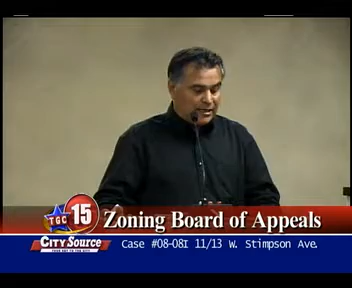 TGC 15 Zoning Board of Appeals
CITY SOURCE
Case #08-08I 11/13 W. Stimpson Ave.